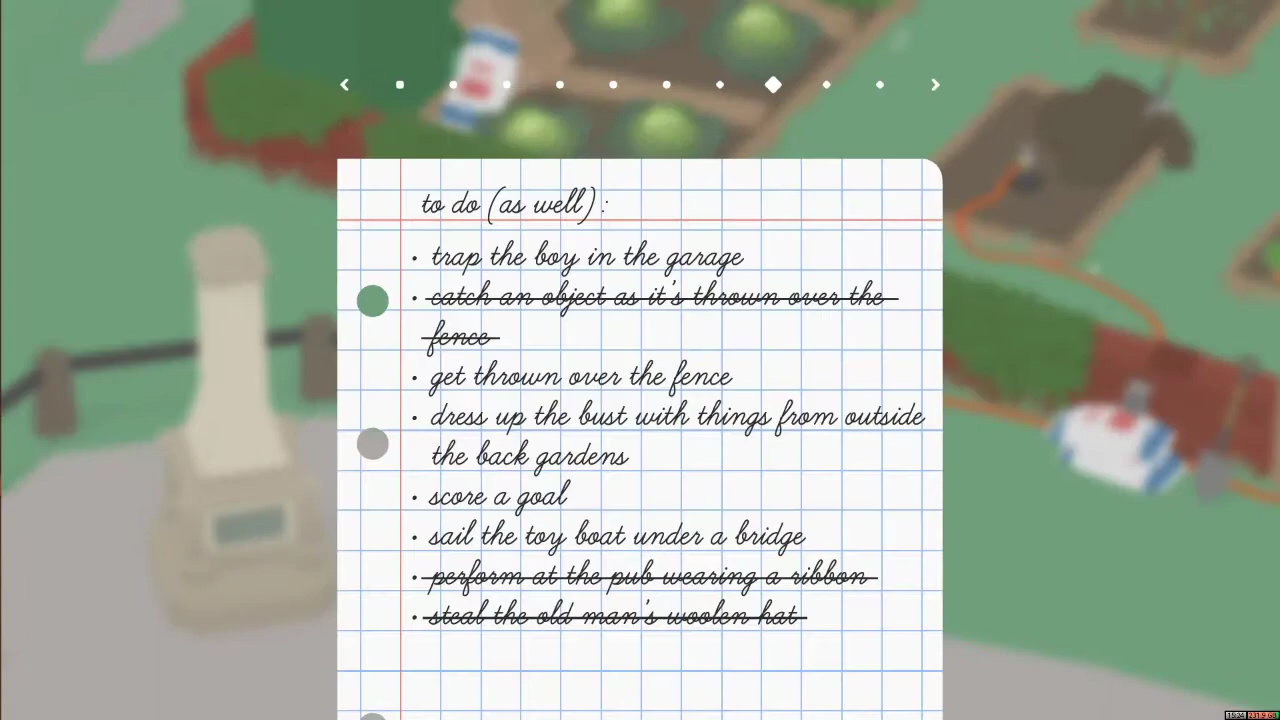 to do (as well) :
• trap the boy in the garage
• catch an object as it's thrown over the
fence
• get thrown over the fence
• dress up the bust with things from outside
the back gardens
• score a goal
• sail the toy boat under a bridge
• perform at the pub wearing a ribbon
• steal the old man's woolen hat